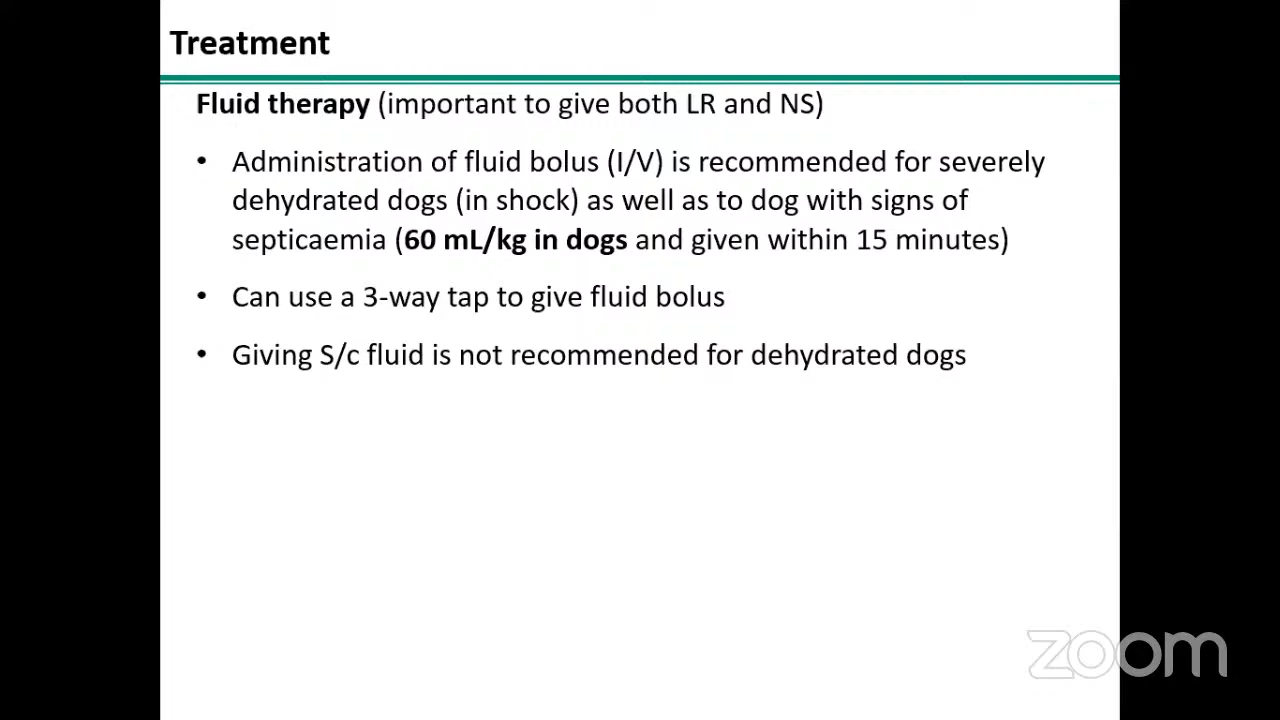 Treatment
Fluid therapy (important to give both LR and NS)
• Administration of fluid bolus (I/V) is recommended for severely
dehydrated dogs (in shock) as well as to dog with signs of
septicaemia (60 mL/kg in dogs and given within 15 minutes)
• Can use a 3-way tap to give fluid bolus
• Giving S/c fluid is not recommended for dehydrated dogs
zoom